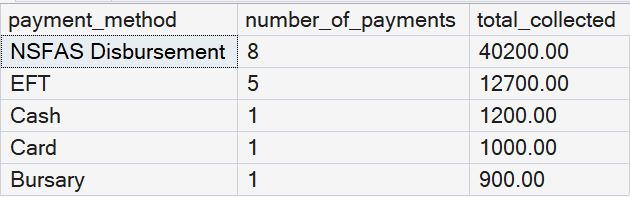 payment_method number_of_payments total_collected
NSFAS Disbursement 8 40200.00
EFT 5 12700.00
Cash 1 1200.00
Card 1 1000.00
Bursary 1 900.00